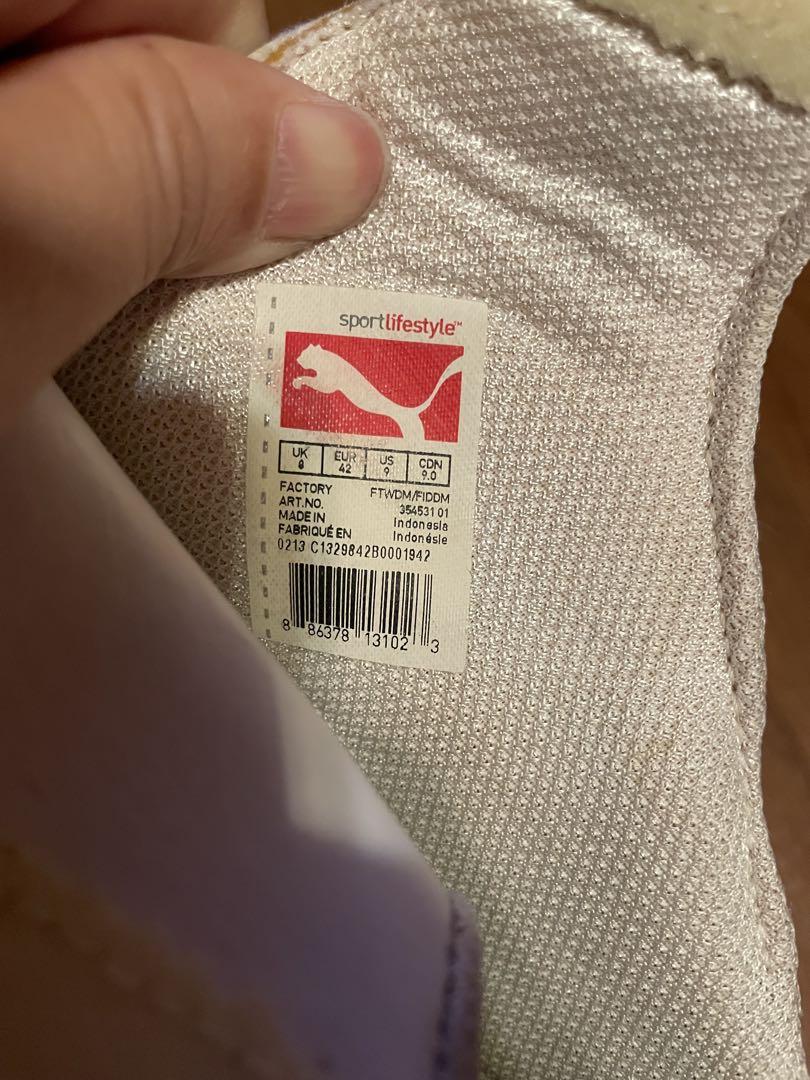 sportlifestyle™
UK EUR US CDN
8 42 9 9.0
FACTORY FTWDM/FIDDM
ART.NO. 354531 01
MADE IN Indonesia
FABRIQUÉ EN Indonésie
0213 C1329842B0001942
8 86378 13102 3